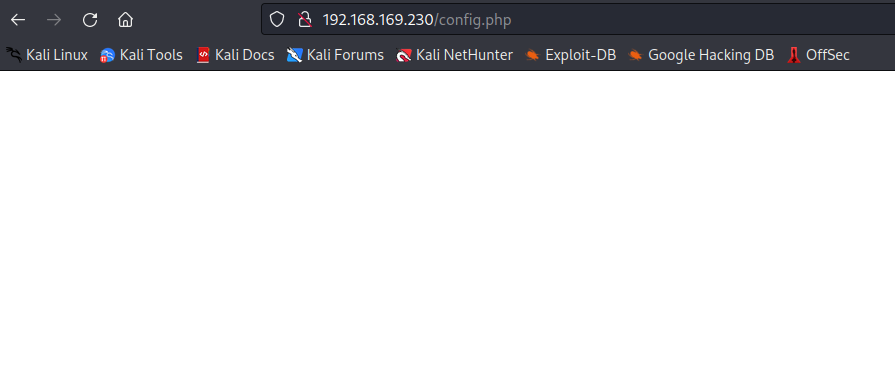 192.168.169.230/config.php
Kali Linux Kali Tools Kali Docs Kali Forums Kali NetHunter Exploit-DB Google Hacking DB OffSec